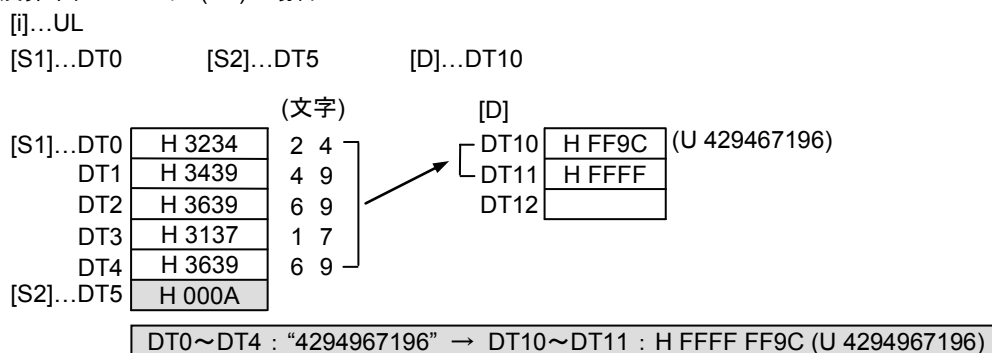 [i]…UL
[S1]…DT0 [S2]…DT5 [D]…DT10
(文字) [D]
[S1]…DT0 H 3234 2 4 DT10 H FF9C (U 429467196)
DT1 H 3439 4 9 DT11 H FFFF
DT2 H 3639 6 9 DT12
DT3 H 3137 1 7
DT4 H 3639 6 9
[S2]…DT5 H 000A
DT0~DT4 : “4294967196” → DT10~DT11 : H FFFF FF9C (U 4294967196)